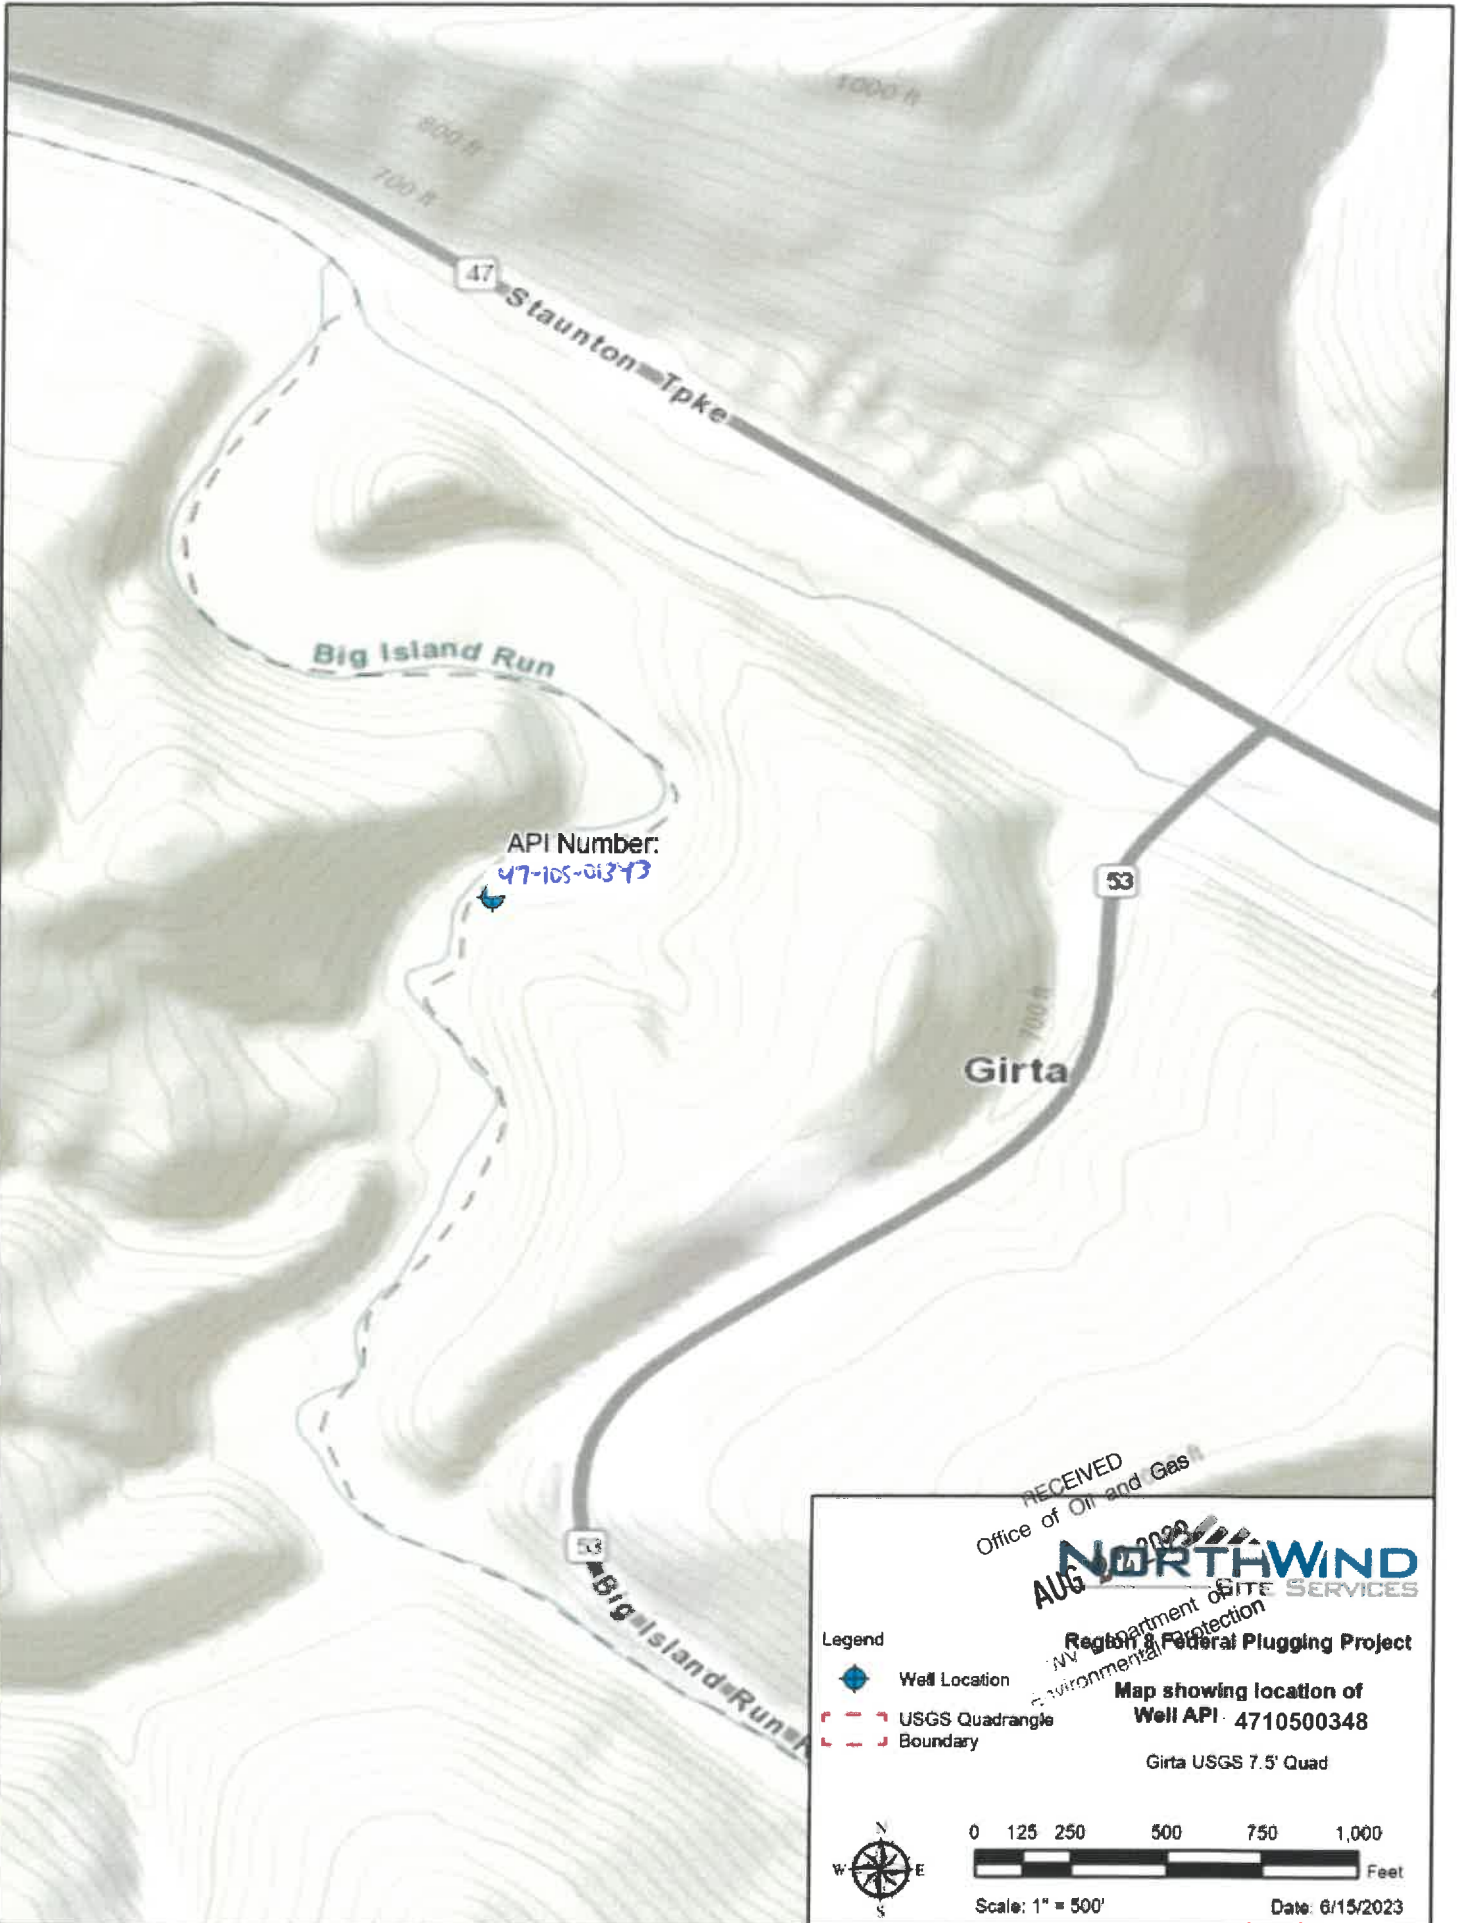 1000 ft
800 ft
700 ft
47
Staunton Tpke
Big Island Run
API Number:
47-105-01343
53
700 ft
Girta
53
Big Island Run
RECEIVED
Office of Oil and Gas
AUG 2023
WV Department of
Environmental Protection
NORTHWIND
SITE SERVICES
Region 8 Federal Plugging Project
Map showing location of
Well API: 4710500348
Girta USGS 7.5' Quad
Legend
Well Location
USGS Quadrangle
Boundary
N
W E
S
0 125 250 500 750 1,000
Feet
Scale: 1" = 500'
Date: 6/15/2023